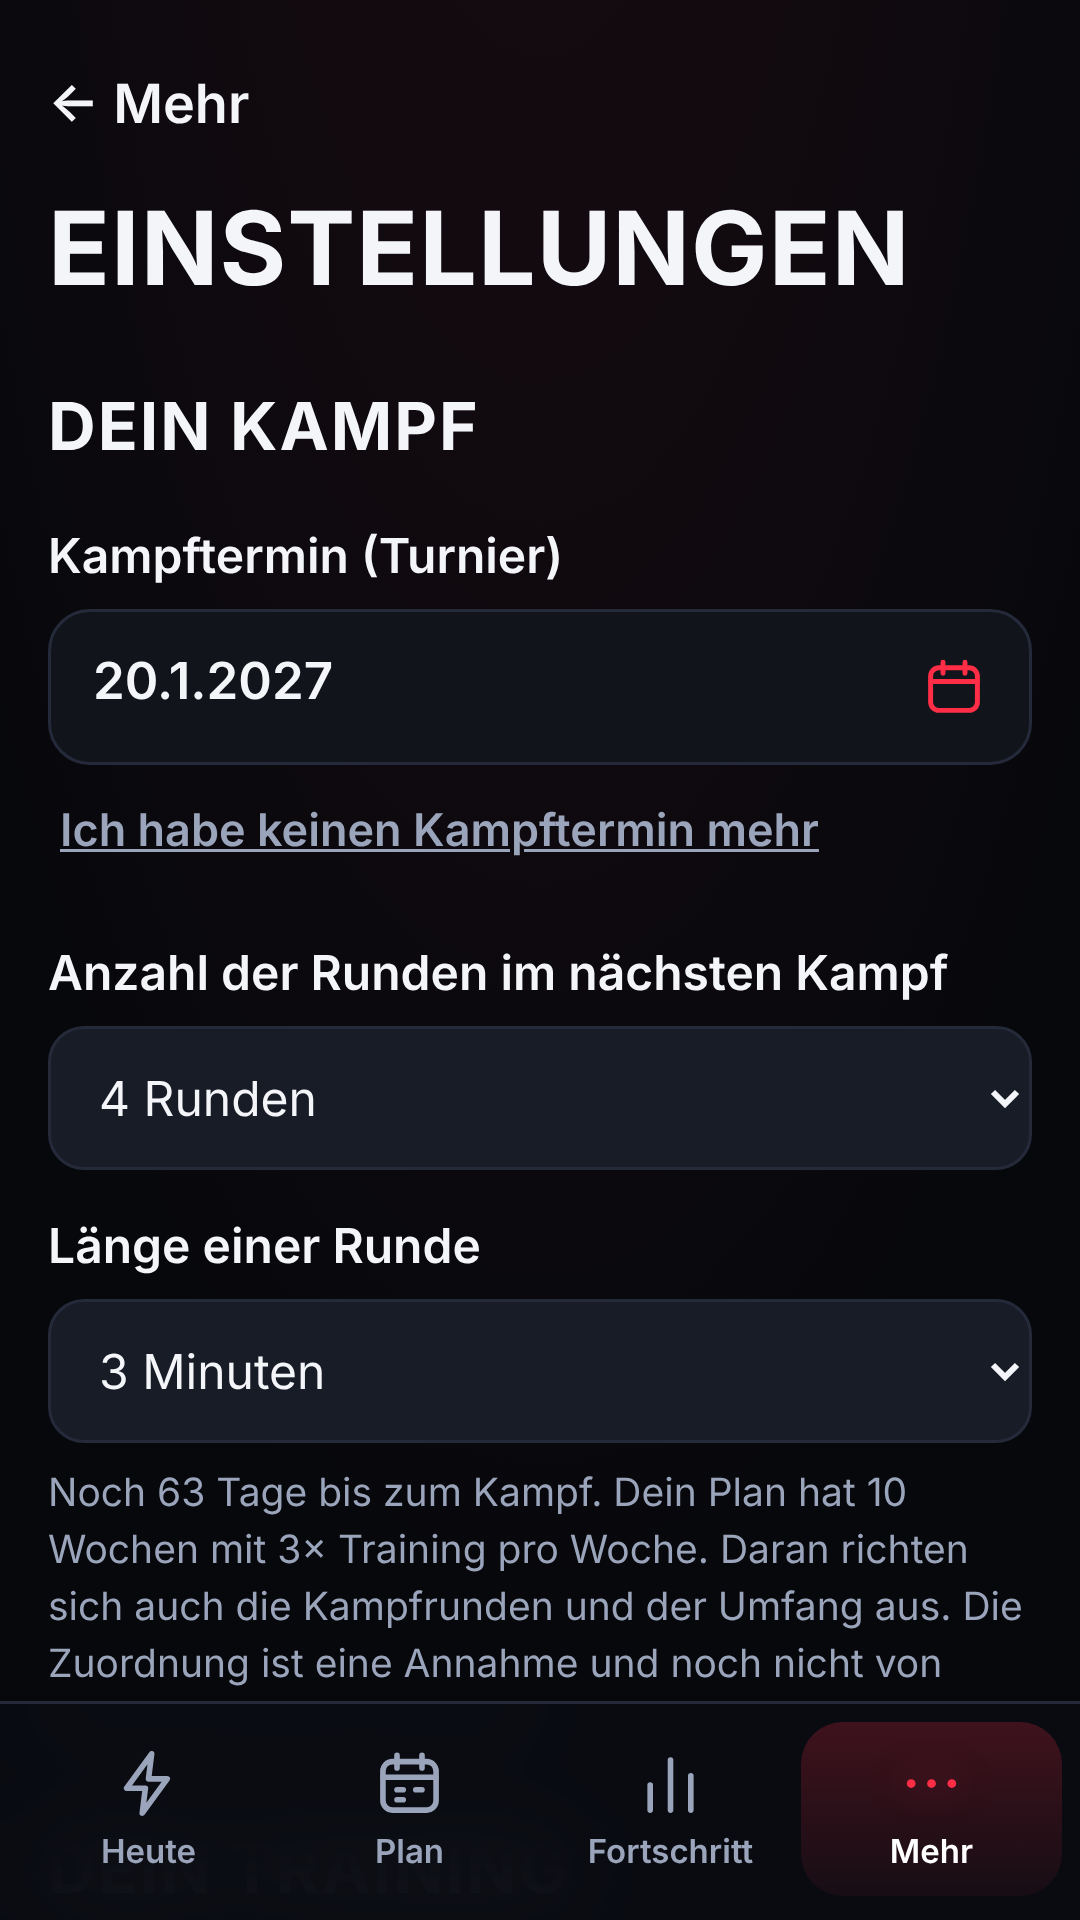 Mehr
EINSTELLUNGEN
DEIN KAMPF
Kampftermin (Turnier)
20.1.2027
Ich habe keinen Kampftermin mehr
Anzahl der Runden im nächsten Kampf
4 Runden
Länge einer Runde
3 Minuten
Noch 63 Tage bis zum Kampf. Dein Plan hat 10
Wochen mit 3× Training pro Woche. Daran richten
sich auch die Kampfrunden und der Umfang aus. Die
Zuordnung ist eine Annahme und noch nicht von
DEIN TRAINING
Heute
Plan
Fortschritt
Mehr